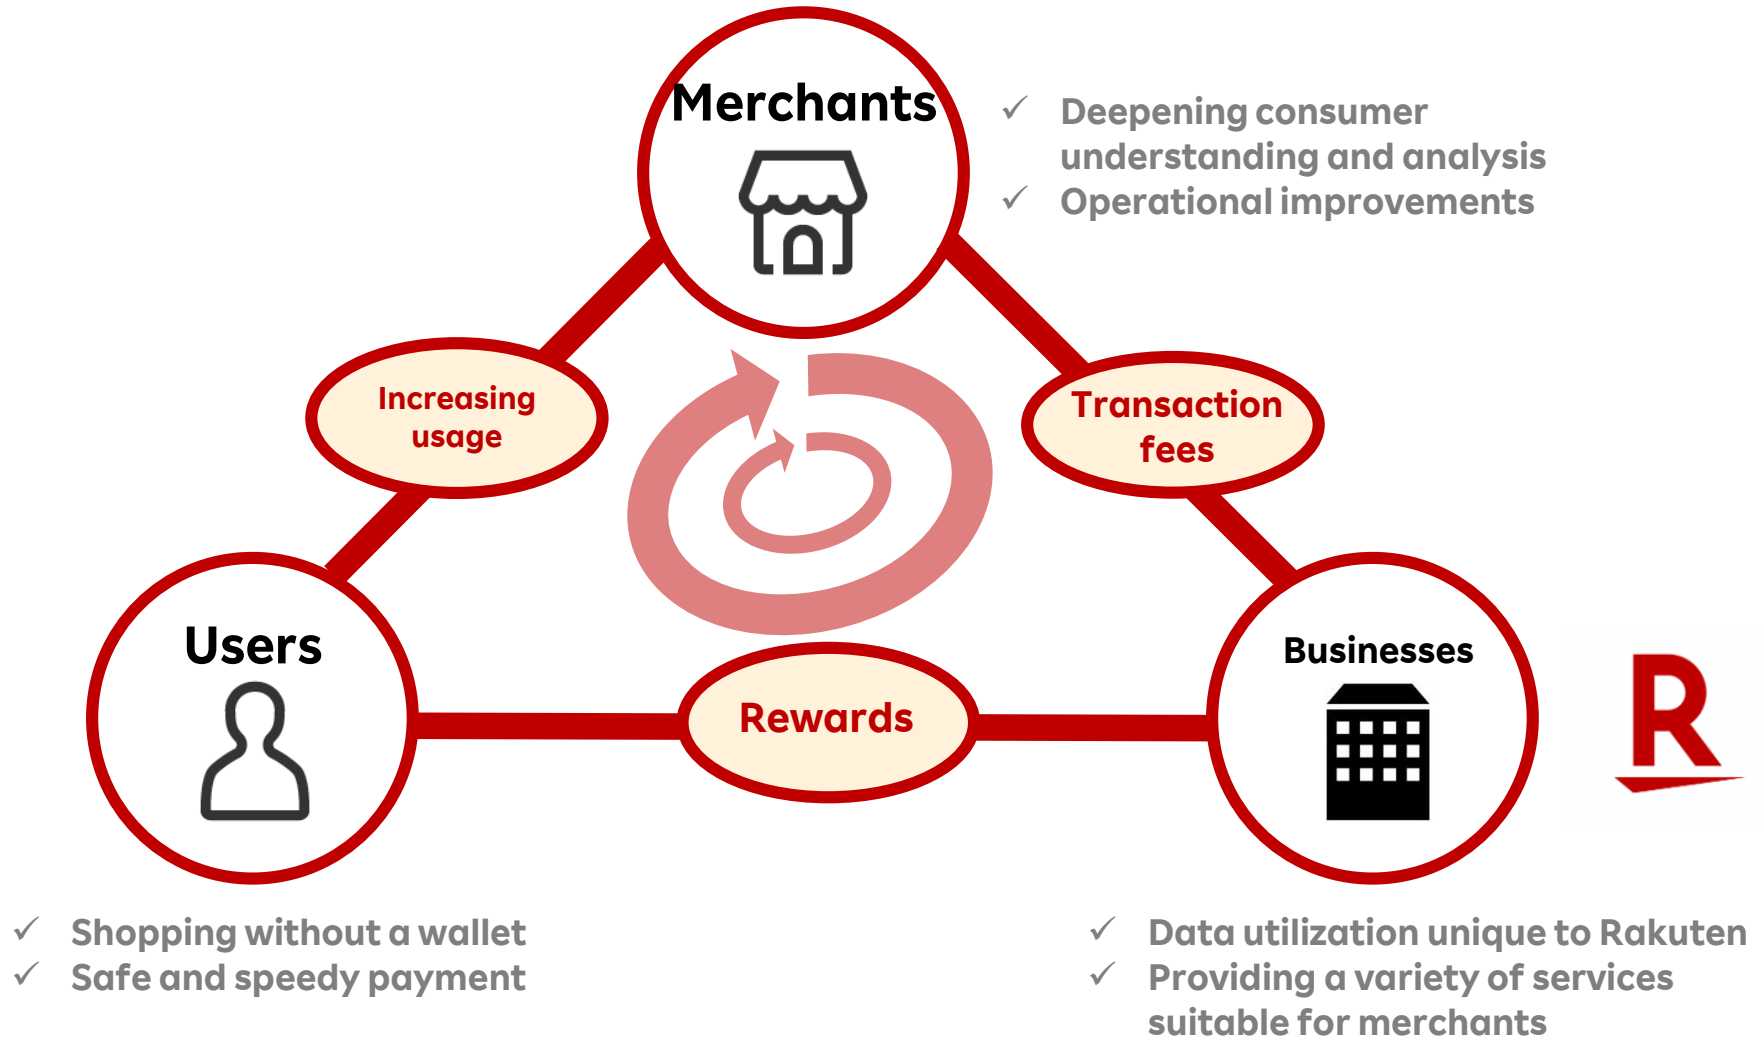 Merchants
✓ Deepening consumer
understanding and analysis
✓ Operational improvements
Increasing
usage
Transaction
fees
Users
Businesses
R
Rewards
✓ Shopping without a wallet
✓ Safe and speedy payment
✓ Data utilization unique to Rakuten
✓ Providing a variety of services
suitable for merchants